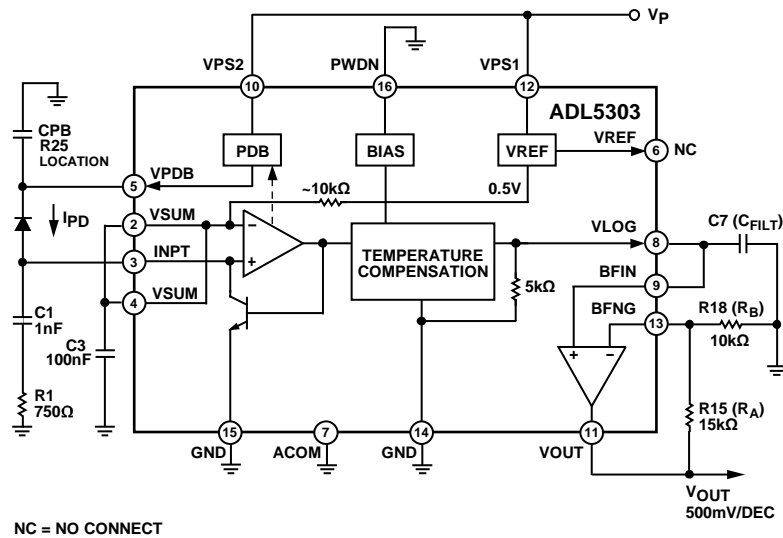 VP
VPS2
PWDN
VPS1
10
16
12
ADL5303
CPB
R25
LOCATION
PDB
BIAS
VREF
VREF
6
NC
VPDB
5
~10kΩ
0.5V
IPD
2
VSUM
−
VLOG
8
C7 (CFILT)
3
INPT
+
TEMPERATURE
COMPENSATION
BFIN
9
4
VSUM
5kΩ
BFNG
13
R18 (RB)
10kΩ
C1
1nF
C3
100nF
+
−
R1
750Ω
R15 (RA)
15kΩ
15
7
14
11
GND
ACOM
GND
VOUT
VOUT
500mV/DEC
NC = NO CONNECT